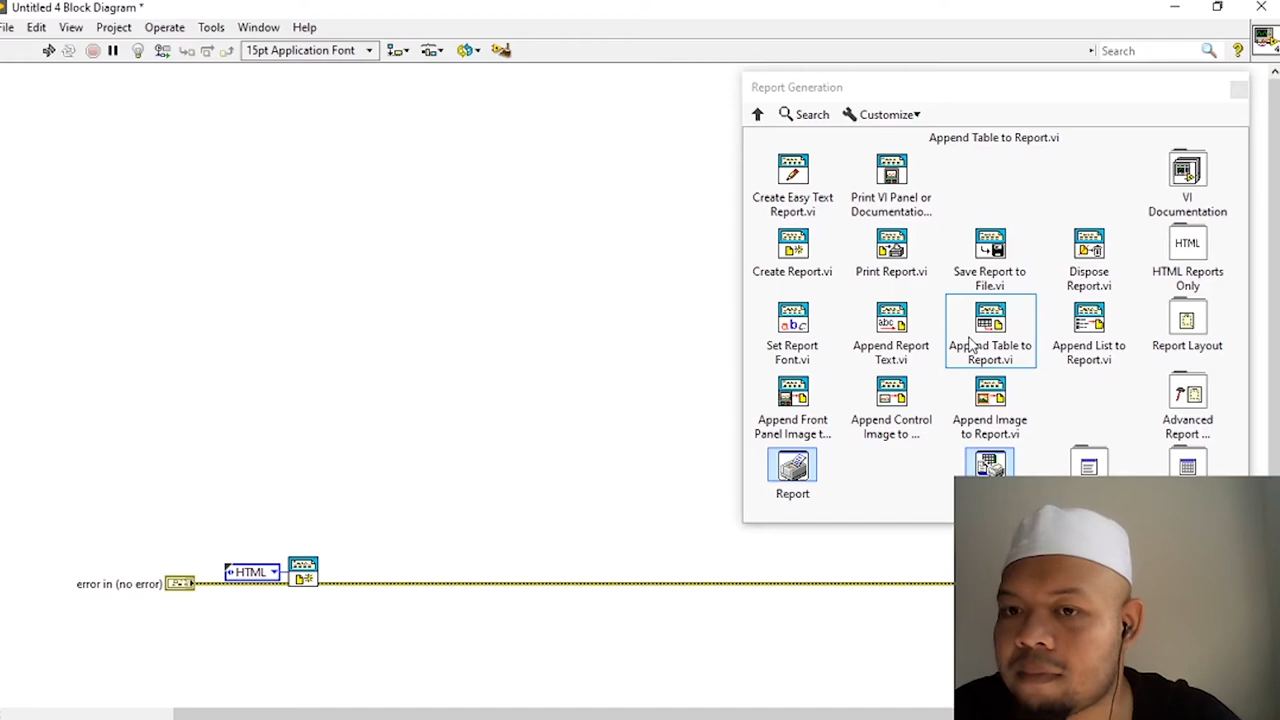 Untitled 4 Block Diagram *
File Edit View Project Operate Tools Window Help
15pt Application Font
Search
Report Generation
Search Customize
Append Table to Report.vi
Create Easy Text
Report.vi
Print VI Panel or
Documentatio...
VI
Documentation
Create Report.vi
Print Report.vi
Save Report to
File.vi
Dispose
Report.vi
HTML
HTML Reports
Only
Set Report
Font.vi
abc
Append Report
Text.vi
Append Table to
Report.vi
Append List to
Report.vi
Report Layout
Append Front
Panel Image t...
Append Control
Image to ...
Append Image
to Report.vi
Advanced
Report ...
Report
HTML
error in (no error)